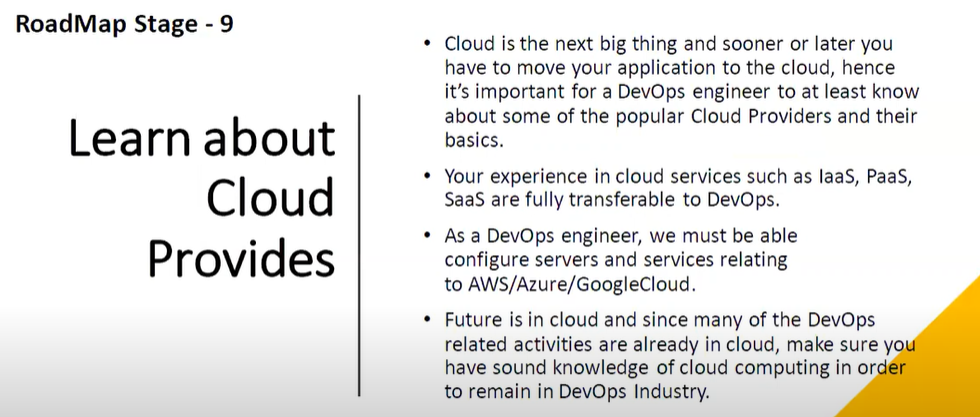 RoadMap Stage - 9
Learn about
Cloud
Provides
• Cloud is the next big thing and sooner or later you
have to move your application to the cloud, hence
it's important for a DevOps engineer to at least know
about some of the popular Cloud Providers and their
basics.
• Your experience in cloud services such as IaaS, PaaS,
SaaS are fully transferable to DevOps.
• As a DevOps engineer, we must be able
configure servers and services relating
to AWS/Azure/GoogleCloud.
• Future is in cloud and since many of the DevOps
related activities are already in cloud, make sure you
have sound knowledge of cloud computing in order
to remain in DevOps Industry.